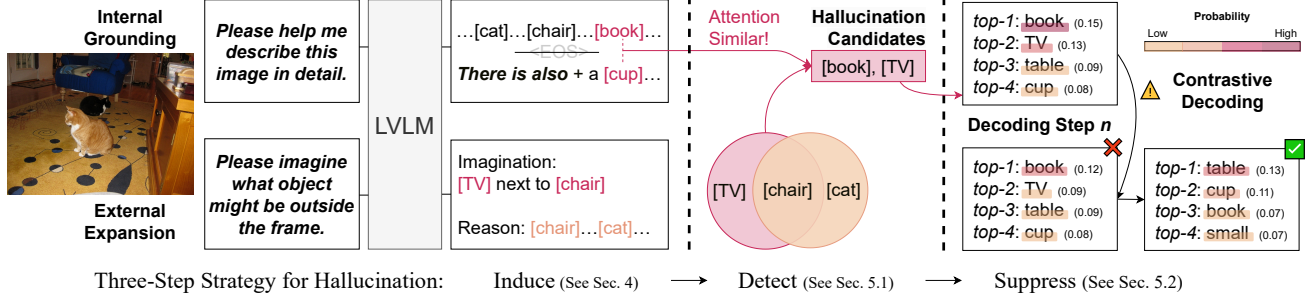 Internal
Grounding
External
Expansion
Please help me
describe this
image in detail.
Please imagine
what object
might be outside
the frame.
LVLM
…[cat]…[chair]…[book]…
<EOS>
There is also + a [cup]…
Imagination:
[TV] next to [chair]
Reason: [chair]…[cat]…
Attention
Similar!
Hallucination
Candidates
[book], [TV]
[TV]
[chair]
[cat]
top-1: book (0.15)
top-2: TV (0.13)
top-3: table (0.09)
top-4: cup (0.08)
Probability
Low
High
Contrastive
Decoding
Decoding Step n
top-1: book (0.12)
top-2: TV (0.09)
top-3: table (0.09)
top-4: cup (0.08)
top-1: table (0.13)
top-2: cup (0.11)
top-3: book (0.07)
top-4: small (0.07)
Three-Step Strategy for Hallucination: Induce (See Sec. 4) → Detect (See Sec. 5.1) → Suppress (See Sec. 5.2)